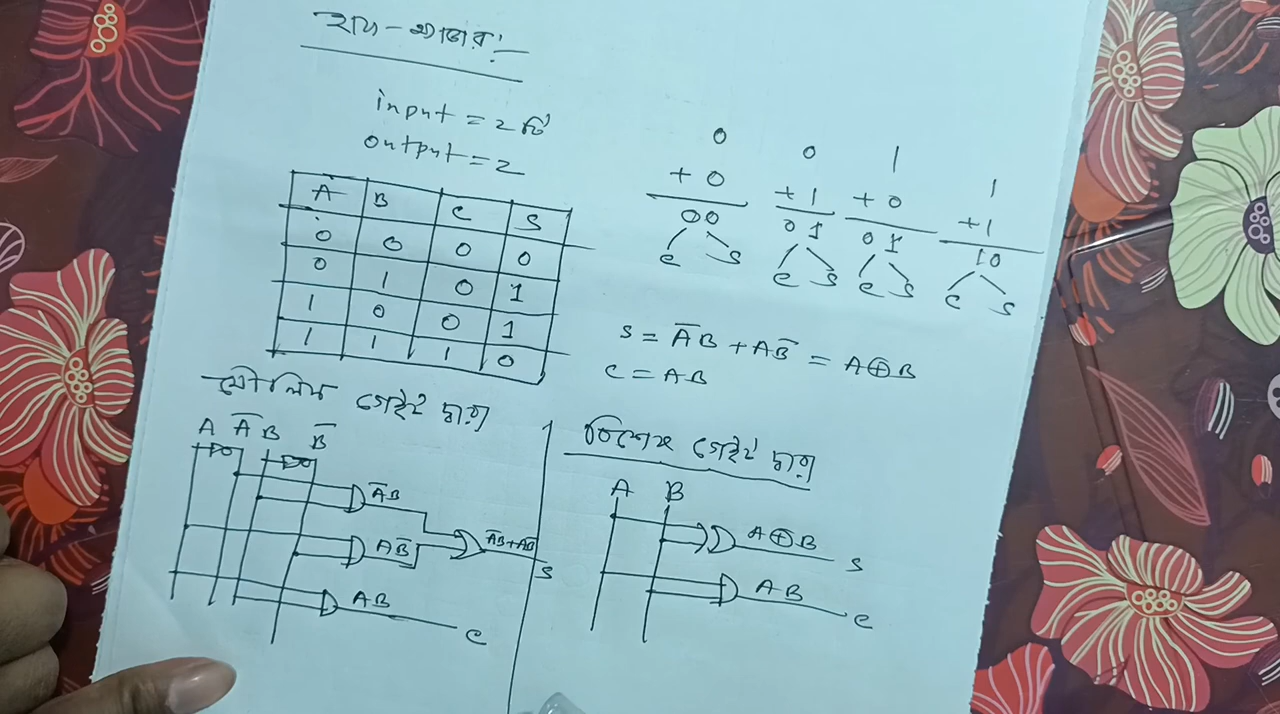 হাফ-অ্যাডার:-
input = 2টি
output = 2
A B C S
0 0 0 0
0 1 0 1
1 0 0 1
1 1 1 0
0 0 1 1
+0 +1 +0 +1
00 01 01 10
C S C S C S C S
S = A̅B + AB̅ = A⊕B
C = AB
মৌলিক গেইট দ্বারা
A A̅ B B̅
A̅B
AB̅
A̅B+AB̅
S
AB
C
বিশেষ গেইট দ্বারা
A B
A⊕B
S
AB
C